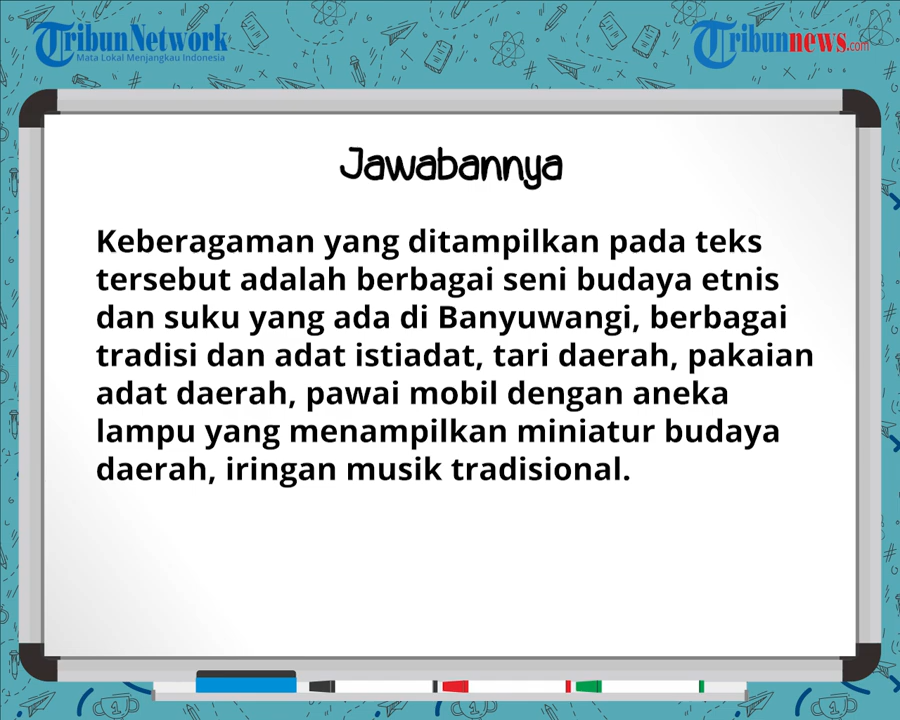 TribunNetwork
Mata Lokal Menjangkau Indonesia
Tribunnews.com
Jawabannya
Keberagaman yang ditampilkan pada teks
tersebut adalah berbagai seni budaya etnis
dan suku yang ada di Banyuwangi, berbagai
tradisi dan adat istiadat, tari daerah, pakaian
adat daerah, pawai mobil dengan aneka
lampu yang menampilkan miniatur budaya
daerah, iringan musik tradisional.